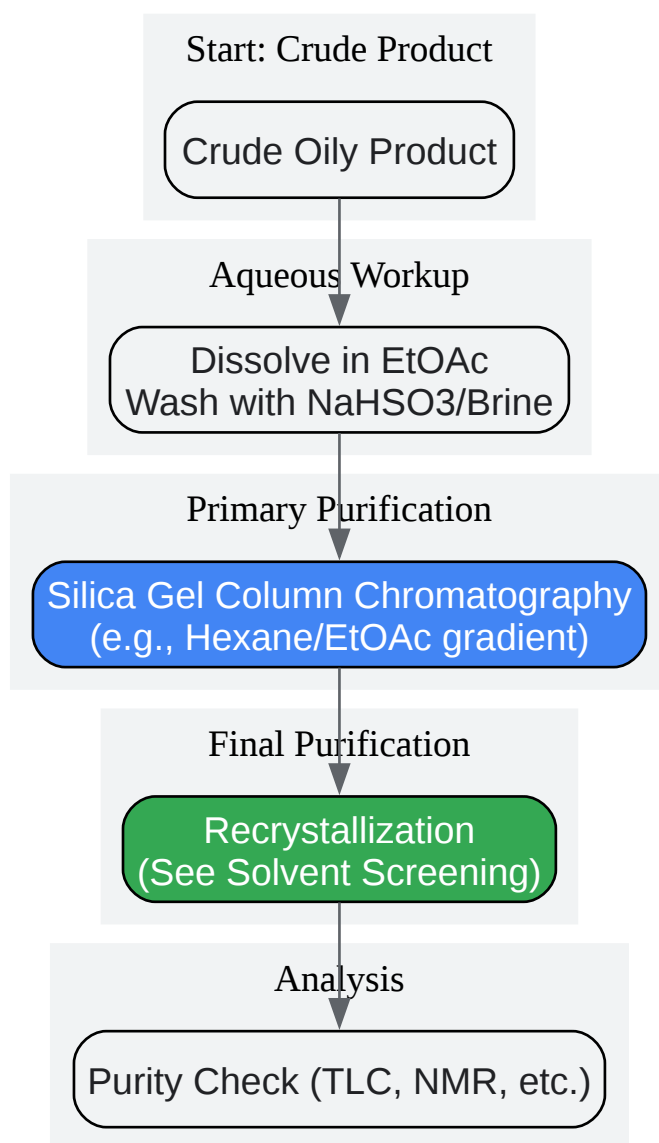 Start: Crude Product
Crude Oily Product
Aqueous Workup
Dissolve in EtOAc
Wash with NaHSO3/Brine
Primary Purification
Silica Gel Column Chromatography
(e.g., Hexane/EtOAc gradient)
Final Purification
Recrystallization
(See Solvent Screening)
Analysis
Purity Check (TLC, NMR, etc.)